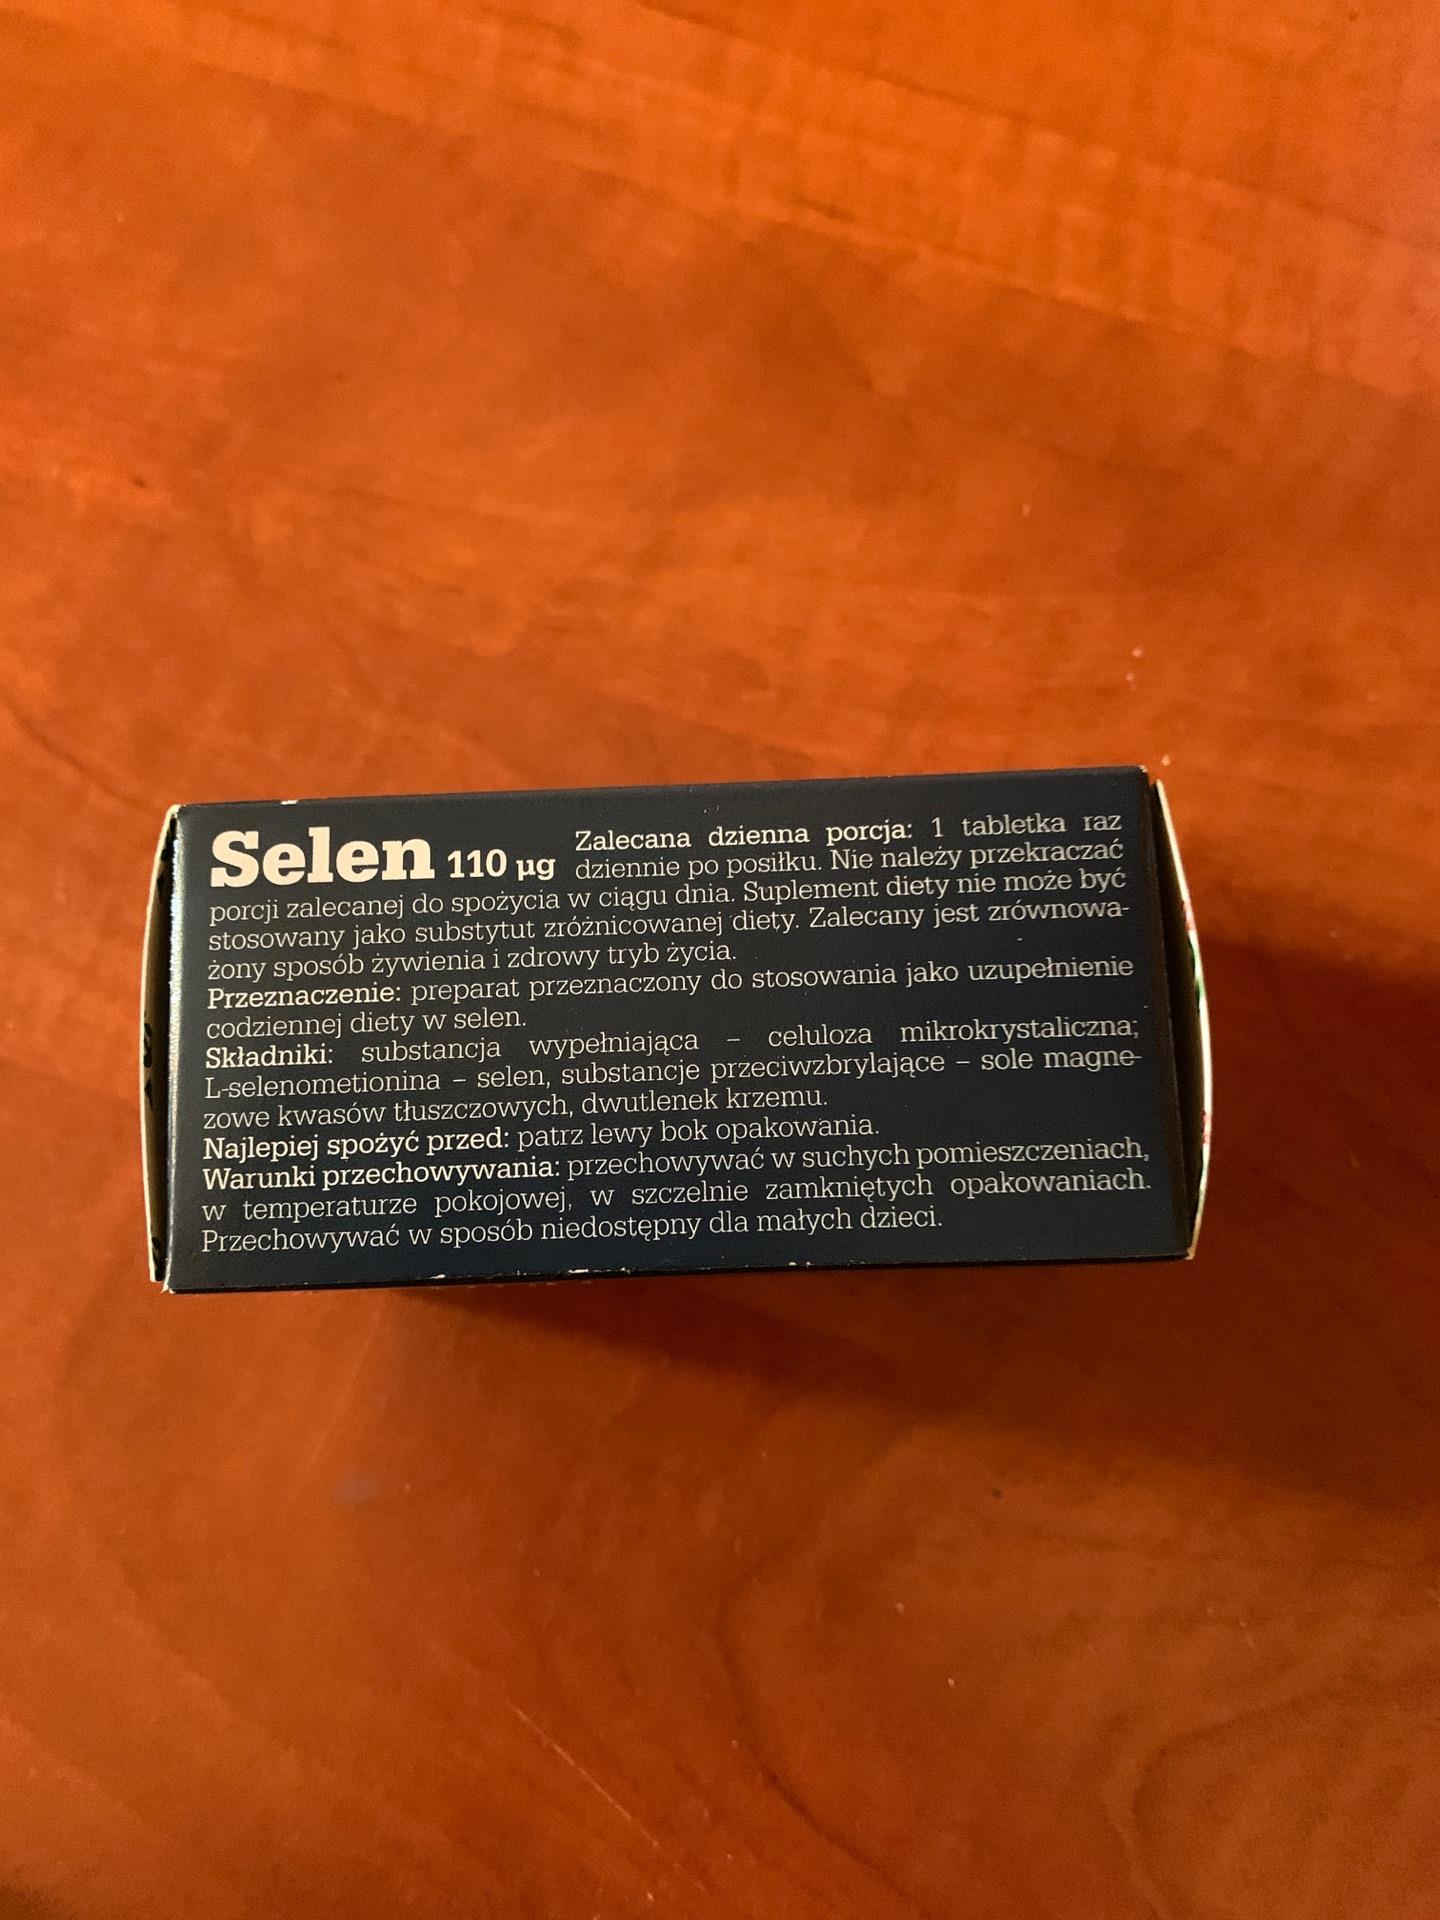 Selen 110 µg
Zalecana dzienna porcja: 1 tabletka raz
dziennie po posiłku. Nie należy przekraczać
porcji zalecanej do spożycia w ciągu dnia. Suplement diety nie może być
stosowany jako substytut zróżnicowanej diety. Zalecany jest zrównowa-
żony sposób żywienia i zdrowy tryb życia.
Przeznaczenie: preparat przeznaczony do stosowania jako uzupełnienie
codziennej diety w selen.
Składniki: substancja wypełniająca – celuloza mikrokrystaliczna;
L-selenometionina – selen, substancje przeciwzbrylające – sole magne-
zowe kwasów tłuszczowych, dwutlenek krzemu.
Najlepiej spożyć przed: patrz lewy bok opakowania.
Warunki przechowywania: przechowywać w suchych pomieszczeniach,
w temperaturze pokojowej, w szczelnie zamkniętych opakowaniach.
Przechowywać w sposób niedostępny dla małych dzieci.